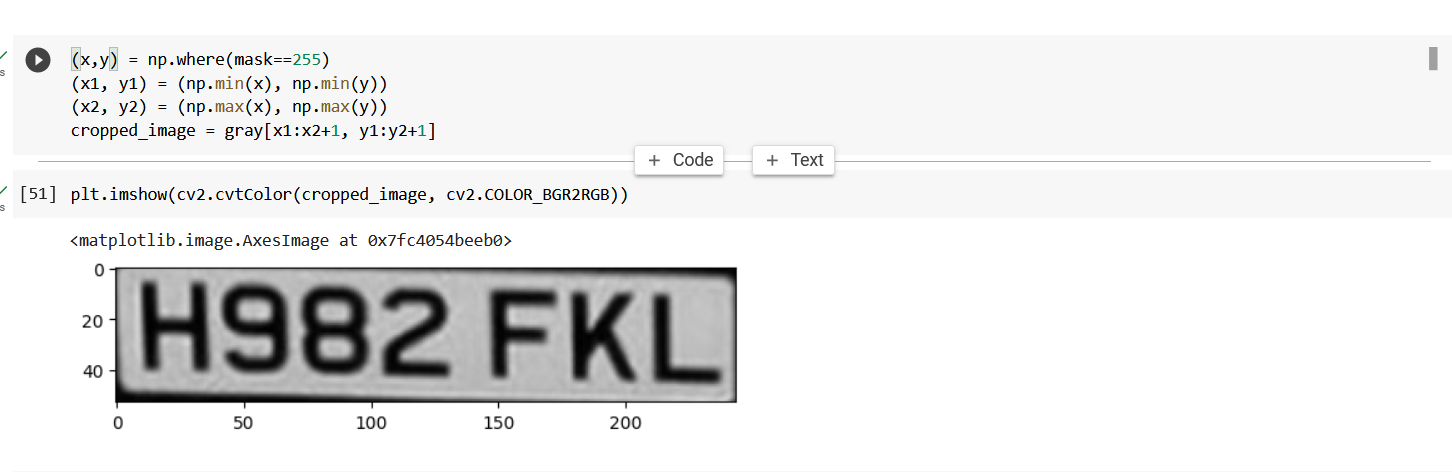 (x,y) = np.where(mask==255)
(x1, y1) = (np.min(x), np.min(y))
(x2, y2) = (np.max(x), np.max(y))
cropped_image = gray[x1:x2+1, y1:y2+1]
+ Code + Text
[51] plt.imshow(cv2.cvtColor(cropped_image, cv2.COLOR_BGR2RGB))
<matplotlib.image.AxesImage at 0x7fc4054beeb0>
0
H982 FKL
20
40
0 50 100 150 200
s
s